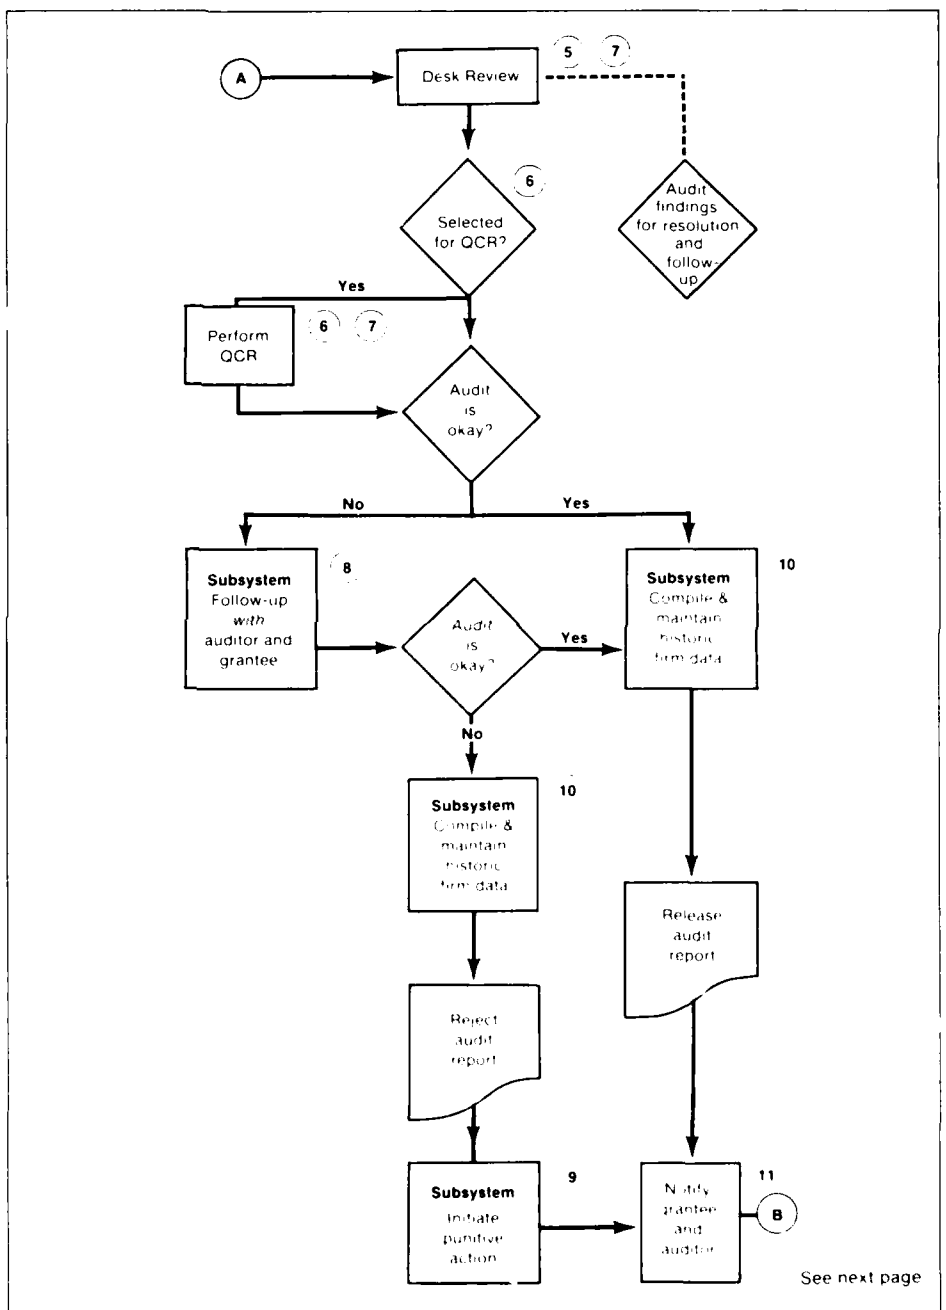 A
Desk Review
5
7
6
Selected
for QCR?
Audit
findings
for resolution
and
follow-
up
Yes
Perform
QCR
6
7
Audit
is
okay?
No
Yes
Subsystem
Follow-up
with
auditor and
grantee
8
Audit
is
okay?
Yes
Subsystem
Compile &
maintain
historic
firm data
10
No
Subsystem
Compile &
maintain
historic
firm data
10
Release
audit
report
Reject
audit
report
Subsystem
Initiate
punitive
action
9
Notify
grantee
and
auditor
11
B
See next page